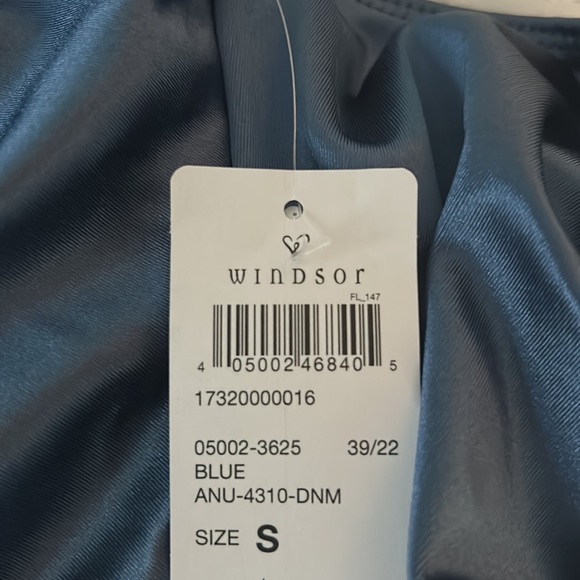 WINDSOR
FL_147
4 05002 46840 5
17320000016
05002-3625 39/22
BLUE
ANU-4310-DNM
SIZE S